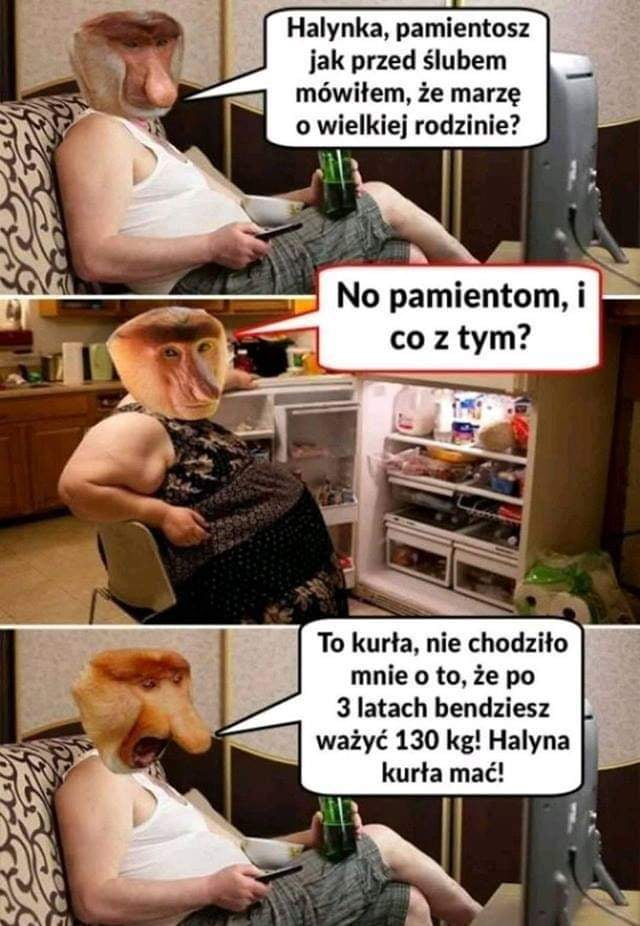 Halynka, pamientosz
jak przed ślubem
mówiłem, że marzę
o wielkiej rodzinie?
No pamientom, i
co z tym?
To kurła, nie chodziło
mnie o to, że po
3 latach bendziesz
ważyć 130 kg! Halyna
kurła mać!